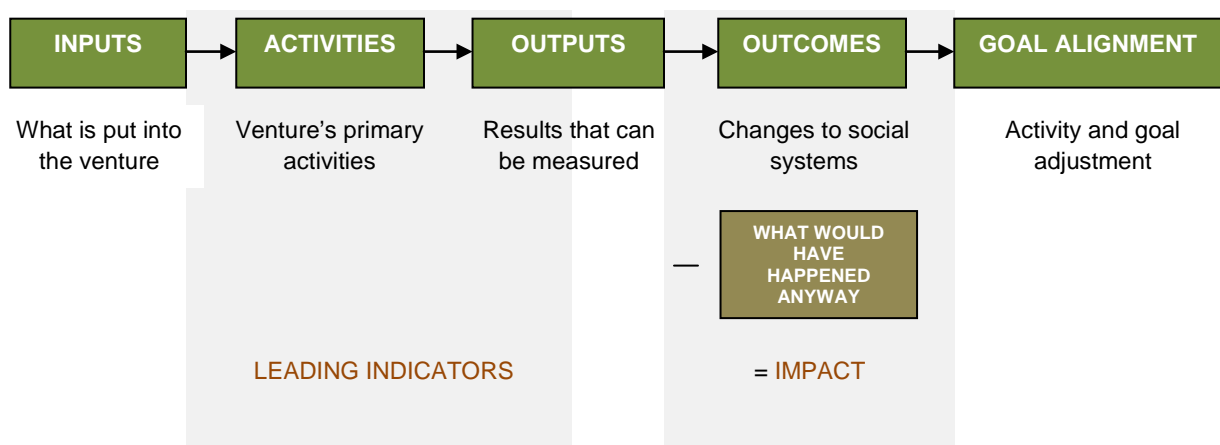 INPUTS
ACTIVITIES
OUTPUTS
OUTCOMES
GOAL ALIGNMENT
What is put into
the venture
Venture's primary
activities
Results that can
be measured
Changes to social
systems
Activity and goal
adjustment
—
WHAT WOULD
HAVE
HAPPENED
ANYWAY
LEADING INDICATORS
= IMPACT